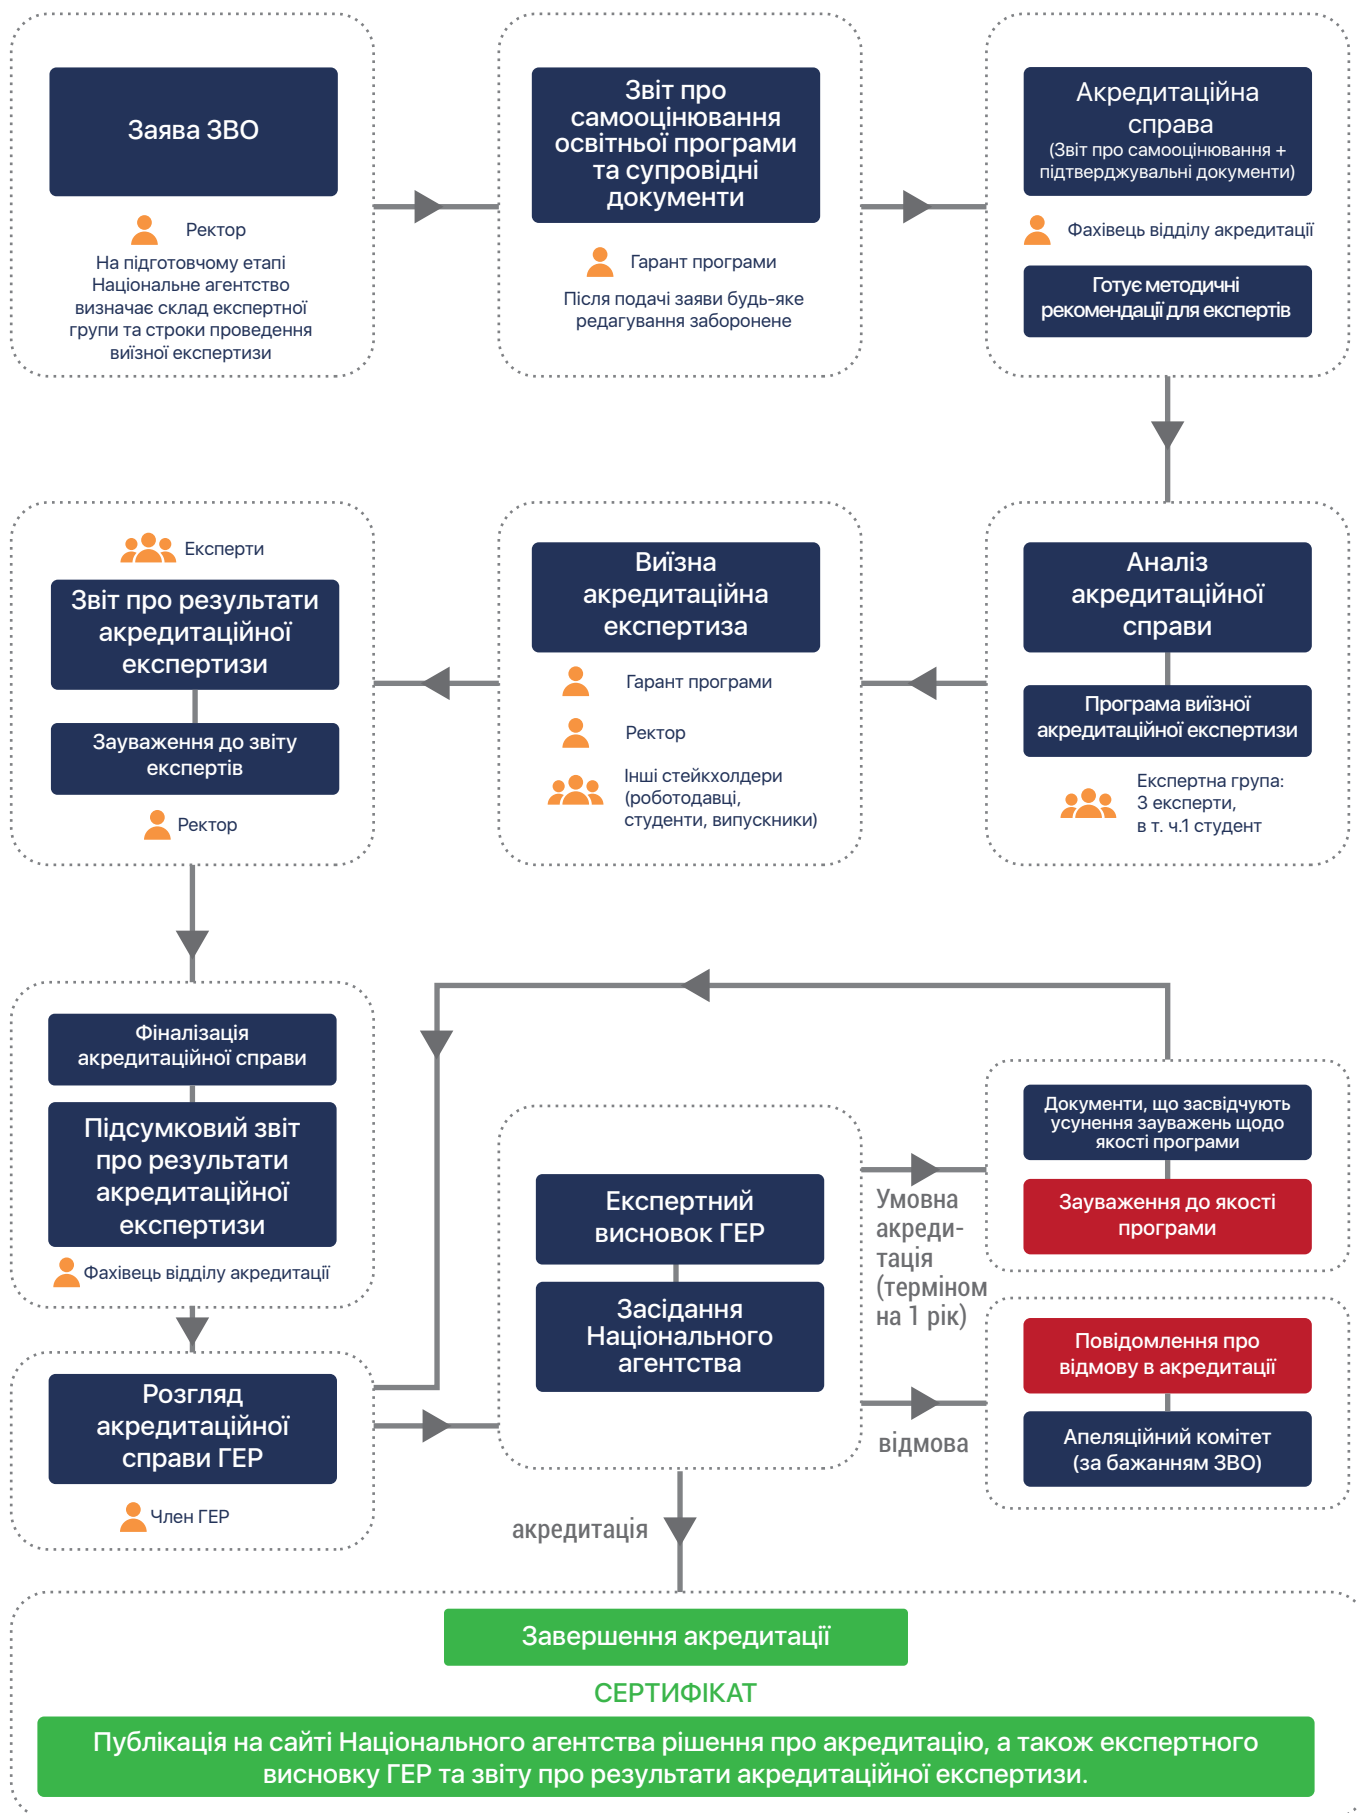 Заява ЗВО
Ректор
На підготовчому етапі
Національне агентство
визначає склад експертної
групи та строки проведення
виїзної експертизи
Звіт про
самооцінювання
освітньої програми
та супровідні
документи
Гарант програми
Після подачі заяви будь-яке
редагування заборонене
Акредитаційна
справа
(Звіт про самооцінювання +
підтверджувальні документи)
Фахівець відділу акредитації
Готує методичні
рекомендації для експертів
Експерти
Звіт про результати
акредитаційної
експертизи
Зауваження до звіту
експертів
Ректор
Виїзна
акредитаційна
експертиза
Гарант програми
Ректор
Інші стейкхолдери
(роботодавці,
студенти, випускники)
Аналіз
акредитаційної
справи
Програма виїзної
акредитаційної експертизи
Експертна група:
3 експерти,
в т. ч.1 студент
Фіналізація
акредитаційної справи
Підсумковий звіт
про результати
акредитаційної
експертизи
Фахівець відділу акредитації
Розгляд
акредитаційної
справи ГЕР
Член ГЕР
Експертний
висновок ГЕР
Засідання
Національного
агентства
Умовна
акреди-
тація
(терміном
на 1 рік)
відмова
Документи, що засвідчують
усунення зауважень щодо
якості програми
Зауваження до якості
програми
Повідомлення про
відмову в акредитації
Апеляційний комітет
(за бажанням ЗВО)
акредитація
Завершення акредитації
СЕРТИФІКАТ
Публікація на сайті Національного агентства рішення про акредитацію, а також експертного
висновку ГЕР та звіту про результати акредитаційної експертизи.